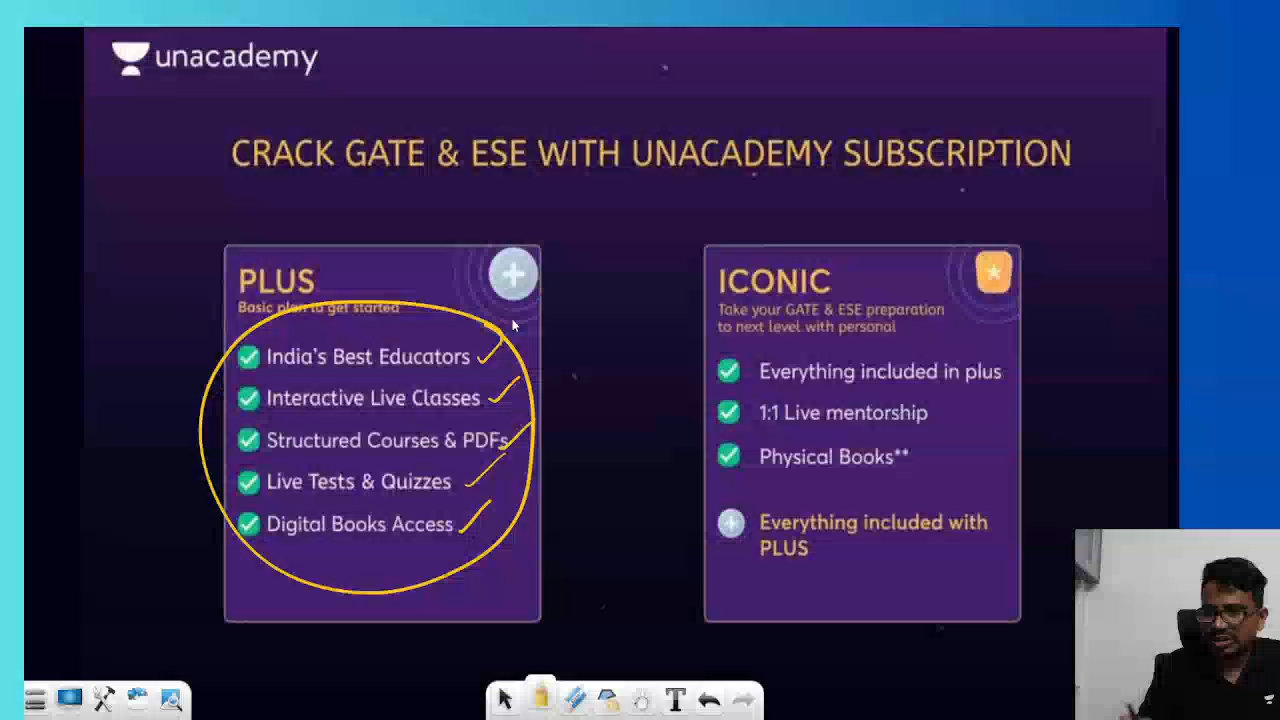 unacademy
CRACK GATE & ESE WITH UNACADEMY SUBSCRIPTION
PLUS
Basic plan to get started
India's Best Educators
Interactive Live Classes
Structured Courses & PDFs
Live Tests & Quizzes
Digital Books Access
ICONIC
Take your GATE & ESE preparation
to next level with personal
Everything included in plus
1:1 Live mentorship
Physical Books**
Everything included with
PLUS
T